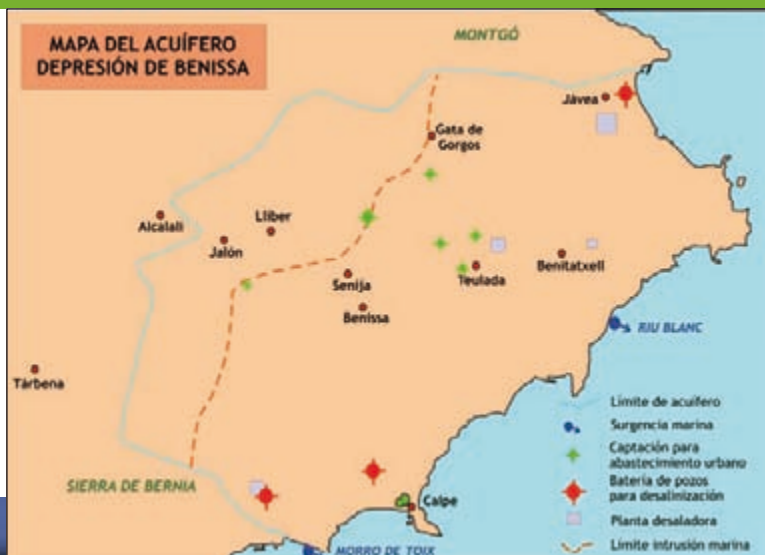 MAPA DEL ACUÍFERO
DEPRESIÓN DE BENISSA
MONTGÓ
Jávea
Gata de
Gorgos
Alcalalí
Llíber
Jalón
Senija
Teulada
Benitatxell
Benissa
RIU BLANC
Tárbena
SIERRA DE BERNIA
Calpe
MORRO DE TOIX
Límite de acuífero
Surgencia marina
Captación para
abastecimiento urbano
Batería de pozos
para desalinización
Planta desaladora
Límite intrusión marina